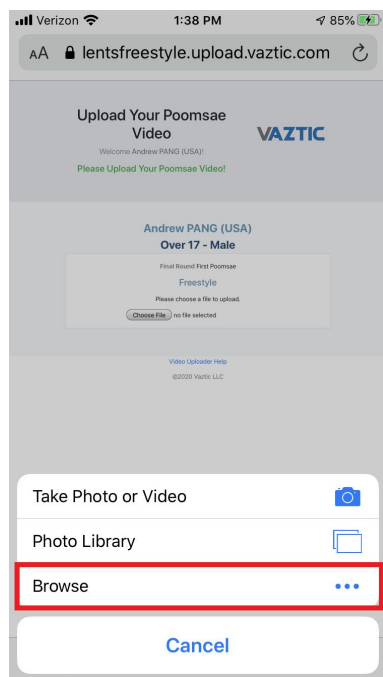 Verizon 1:38 PM 85%
AA lentsfreestyle.upload.vaztic.com
Upload Your Poomsae
Video
VAZTIC
Welcome Andrew PANG (USA)!
Please Upload Your Poomsae Video!
Andrew PANG (USA)
Over 17 - Male
Final Round First Poomsae
Freestyle
Please choose a file to upload.
Choose File no file selected
Video Uploader Help
©2020 Vaztic LLC
Take Photo or Video
Photo Library
Browse
Cancel